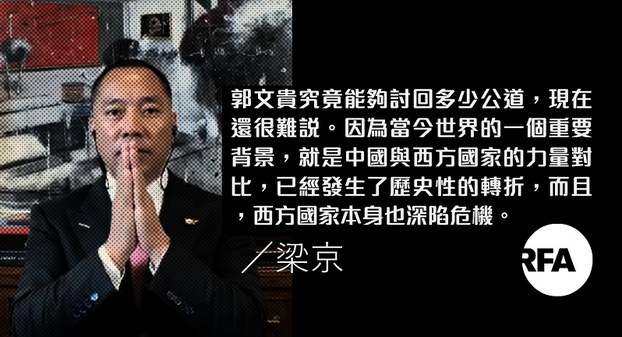 郭文貴究竟能夠討回多少公道，現在
還很難説。因為當今世界的一個重要
背景，就是中國與西方國家的力量對
比，已經發生了歷史性的轉折，而且
，西方國家本身也深陷危機。
／梁京
RFA